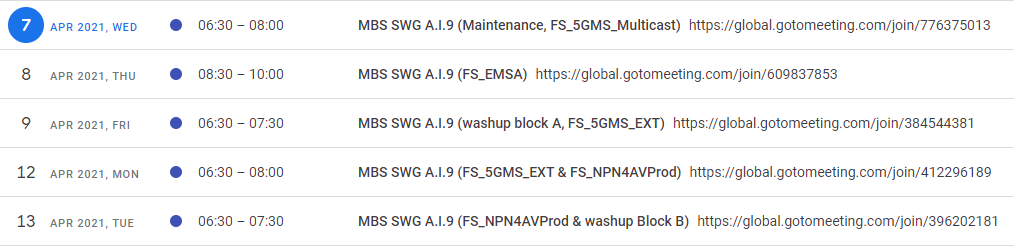 7 APR 2021, WED 06:30 – 08:00 MBS SWG A.I.9 (Maintenance, FS_5GMS_Multicast) https://global.gotomeeting.com/join/776375013
8 APR 2021, THU 08:30 – 10:00 MBS SWG A.I.9 (FS_EMSA) https://global.gotomeeting.com/join/609837853
9 APR 2021, FRI 06:30 – 07:30 MBS SWG A.I.9 (washup block A, FS_5GMS_EXT) https://global.gotomeeting.com/join/384544381
12 APR 2021, MON 06:30 – 08:00 MBS SWG A.I.9 (FS_5GMS_EXT & FS_NPN4AVProd) https://global.gotomeeting.com/join/412296189
13 APR 2021, TUE 06:30 – 07:30 MBS SWG A.I.9 (FS_NPN4AVProd & washup Block B) https://global.gotomeeting.com/join/396202181